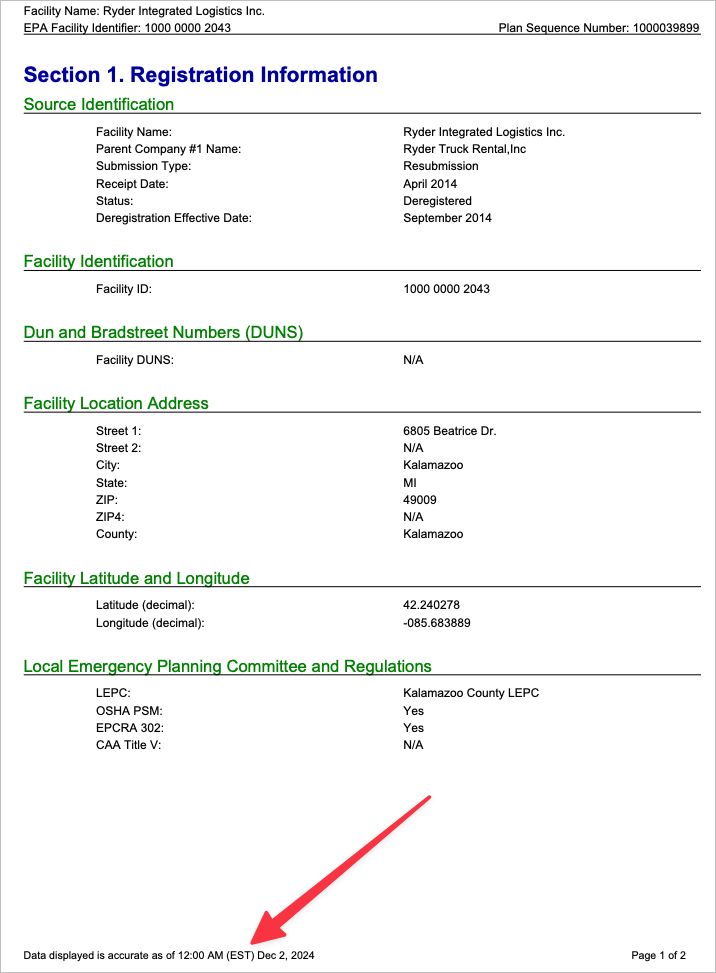 Facility Name: Ryder Integrated Logistics Inc.
EPA Facility Identifier: 1000 0000 2043 Plan Sequence Number: 1000039899
Section 1. Registration Information
Source Identification
Facility Name: Ryder Integrated Logistics Inc.
Parent Company #1 Name: Ryder Truck Rental,Inc
Submission Type: Resubmission
Receipt Date: April 2014
Status: Deregistered
Deregistration Effective Date: September 2014
Facility Identification
Facility ID: 1000 0000 2043
Dun and Bradstreet Numbers (DUNS)
Facility DUNS: N/A
Facility Location Address
Street 1: 6805 Beatrice Dr.
Street 2: N/A
City: Kalamazoo
State: MI
ZIP: 49009
ZIP4: N/A
County: Kalamazoo
Facility Latitude and Longitude
Latitude (decimal): 42.240278
Longitude (decimal): -085.683889
Local Emergency Planning Committee and Regulations
LEPC: Kalamazoo County LEPC
OSHA PSM: Yes
EPCRA 302: Yes
CAA Title V: N/A
Data displayed is accurate as of 12:00 AM (EST) Dec 2, 2024 Page 1 of 2